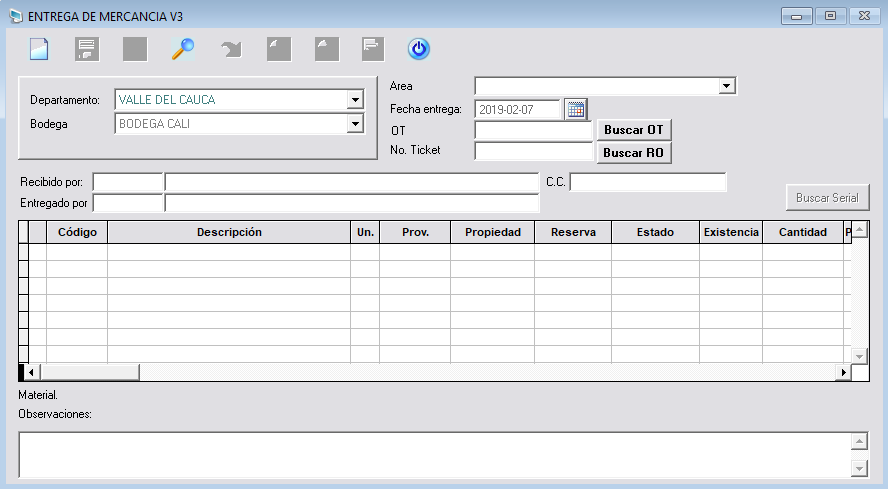 ENTREGA DE MERCANCIA V3
Departamento: VALLE DEL CAUCA
Bodega BODEGA CALI
Area
Fecha entrega: 2019-02-07
OT Buscar OT
No. Ticket Buscar RO
Recibido por: C.C.
Entregado por
Buscar Serial
Código Descripción Un. Prov. Propiedad Reserva Estado Existencia Cantidad P
Material.
Observaciones: